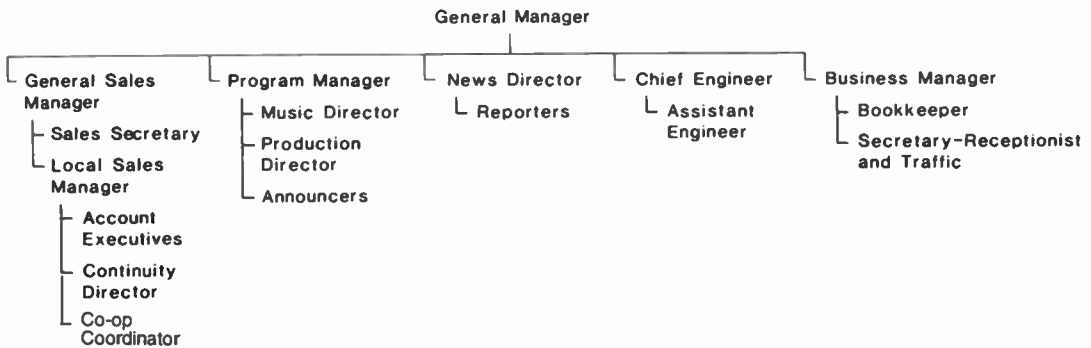 General Manager
General Sales
Manager
Sales Secretary
Local Sales
Manager
Account
Executives
Continuity
Director
Co-op
Coordinator
Program Manager
Music Director
Production
Director
Announcers
News Director
Reporters
Chief Engineer
Assistant
Engineer
Business Manager
Bookkeeper
Secretary-Receptionist
and Traffic